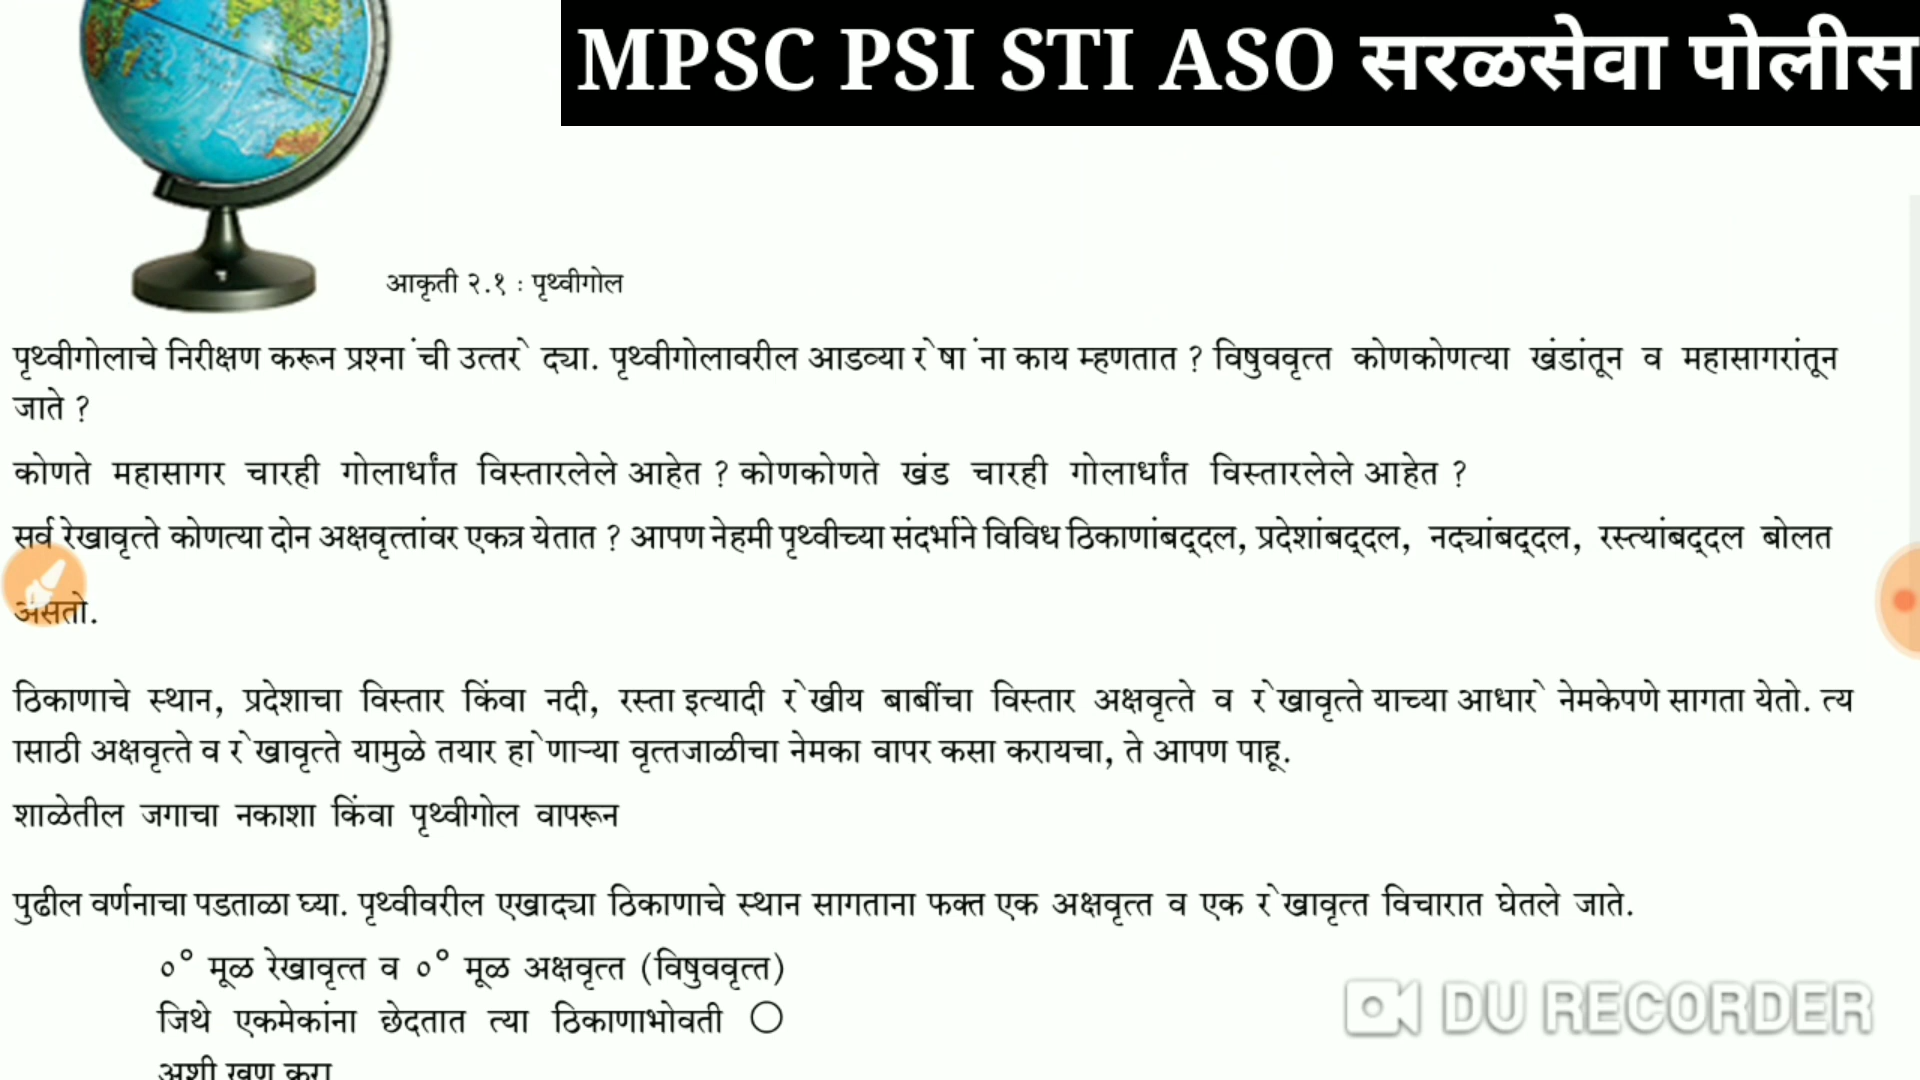 MPSC PSI STI ASO सरळसेवा पोलीस
आकृती २.१ : पृथ्वीगोल
पृथ्वीगोलाचे निरीक्षण करून प्रश्ना ंची उत्तर े द्या. पृथ्वीगोलावरील आडव्या र ेषा ंना काय म्हणतात ? विषुववृत्त कोणकोणत्या खंडांतून व महासागरांतून
जाते ?
कोणते महासागर चारही गोलार्धांत विस्तारलेले आहेत ? कोणकोणते खंड चारही गोलार्धांत विस्तारलेले आहेत ?
सर्व रेखावृत्ते कोणत्या दोन अक्षवृत्तांवर एकत्र येतात ? आपण नेहमी पृथ्वीच्या संदर्भाने विविध ठिकाणांबद्दल, प्रदेशांबद्दल, नद्यांबद्दल, रस्त्यांबद्दल बोलत
असतो.
ठिकाणाचे स्थान, प्रदेशाचा विस्तार किंवा नदी, रस्ता इत्यादी र ेखीय बाबींचा विस्तार अक्षवृत्ते व र ेखावृत्ते याच्या आधार े नेमकेपणे सागता येतो. त्य
ासाठी अक्षवृत्ते व र ेखावृत्ते यामुळे तयार हा ेणाऱ्या वृत्तजाळीचा नेमका वापर कसा करायचा, ते आपण पाहू.
शाळेतील जगाचा नकाशा किंवा पृथ्वीगोल वापरून
पुढील वर्णनाचा पडताळा घ्या. पृथ्वीवरील एखाद्या ठिकाणाचे स्थान सागताना फक्त एक अक्षवृत्त व एक र ेखावृत्त विचारात घेतले जाते.
०° मूळ रेखावृत्त व ०° मूळ अक्षवृत्त (विषुववृत्त)
जिथे एकमेकांना छेदतात त्या ठिकाणाभोवती ○
अशी खूण करा
DU RECORDER